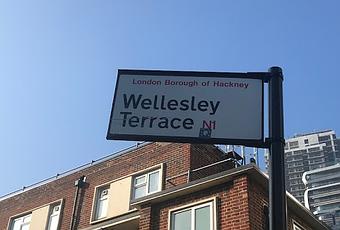 London Borough of Hackney
Wellesley
Terrace N1